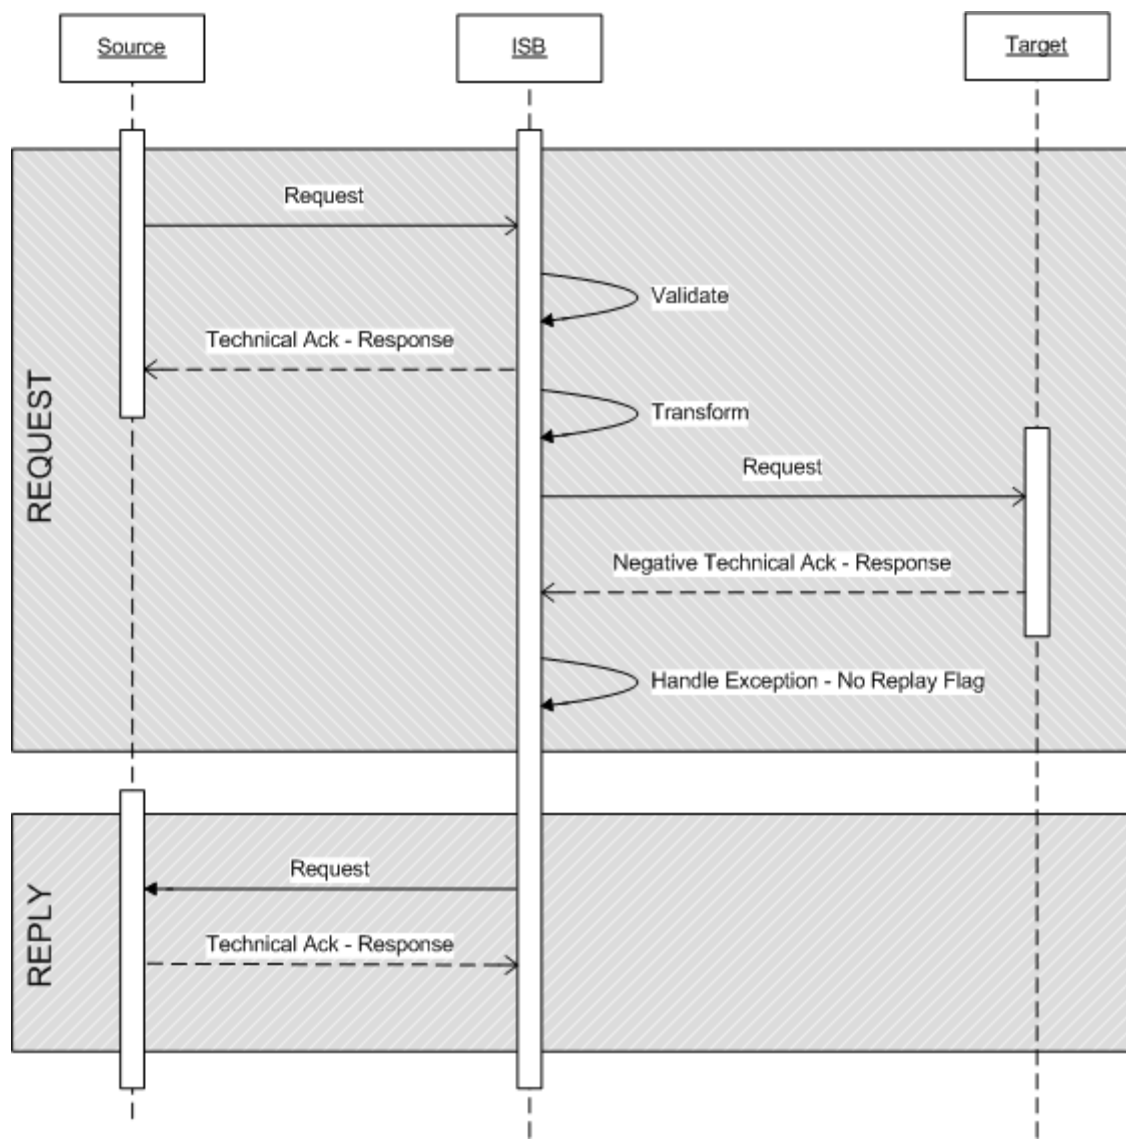 Source
ISB
Target
Request
Validate
Technical Ack - Response
Transform
REQUEST
Request
Negative Technical Ack - Response
Handle Exception - No Replay Flag
Request
REPLY
Technical Ack - Response